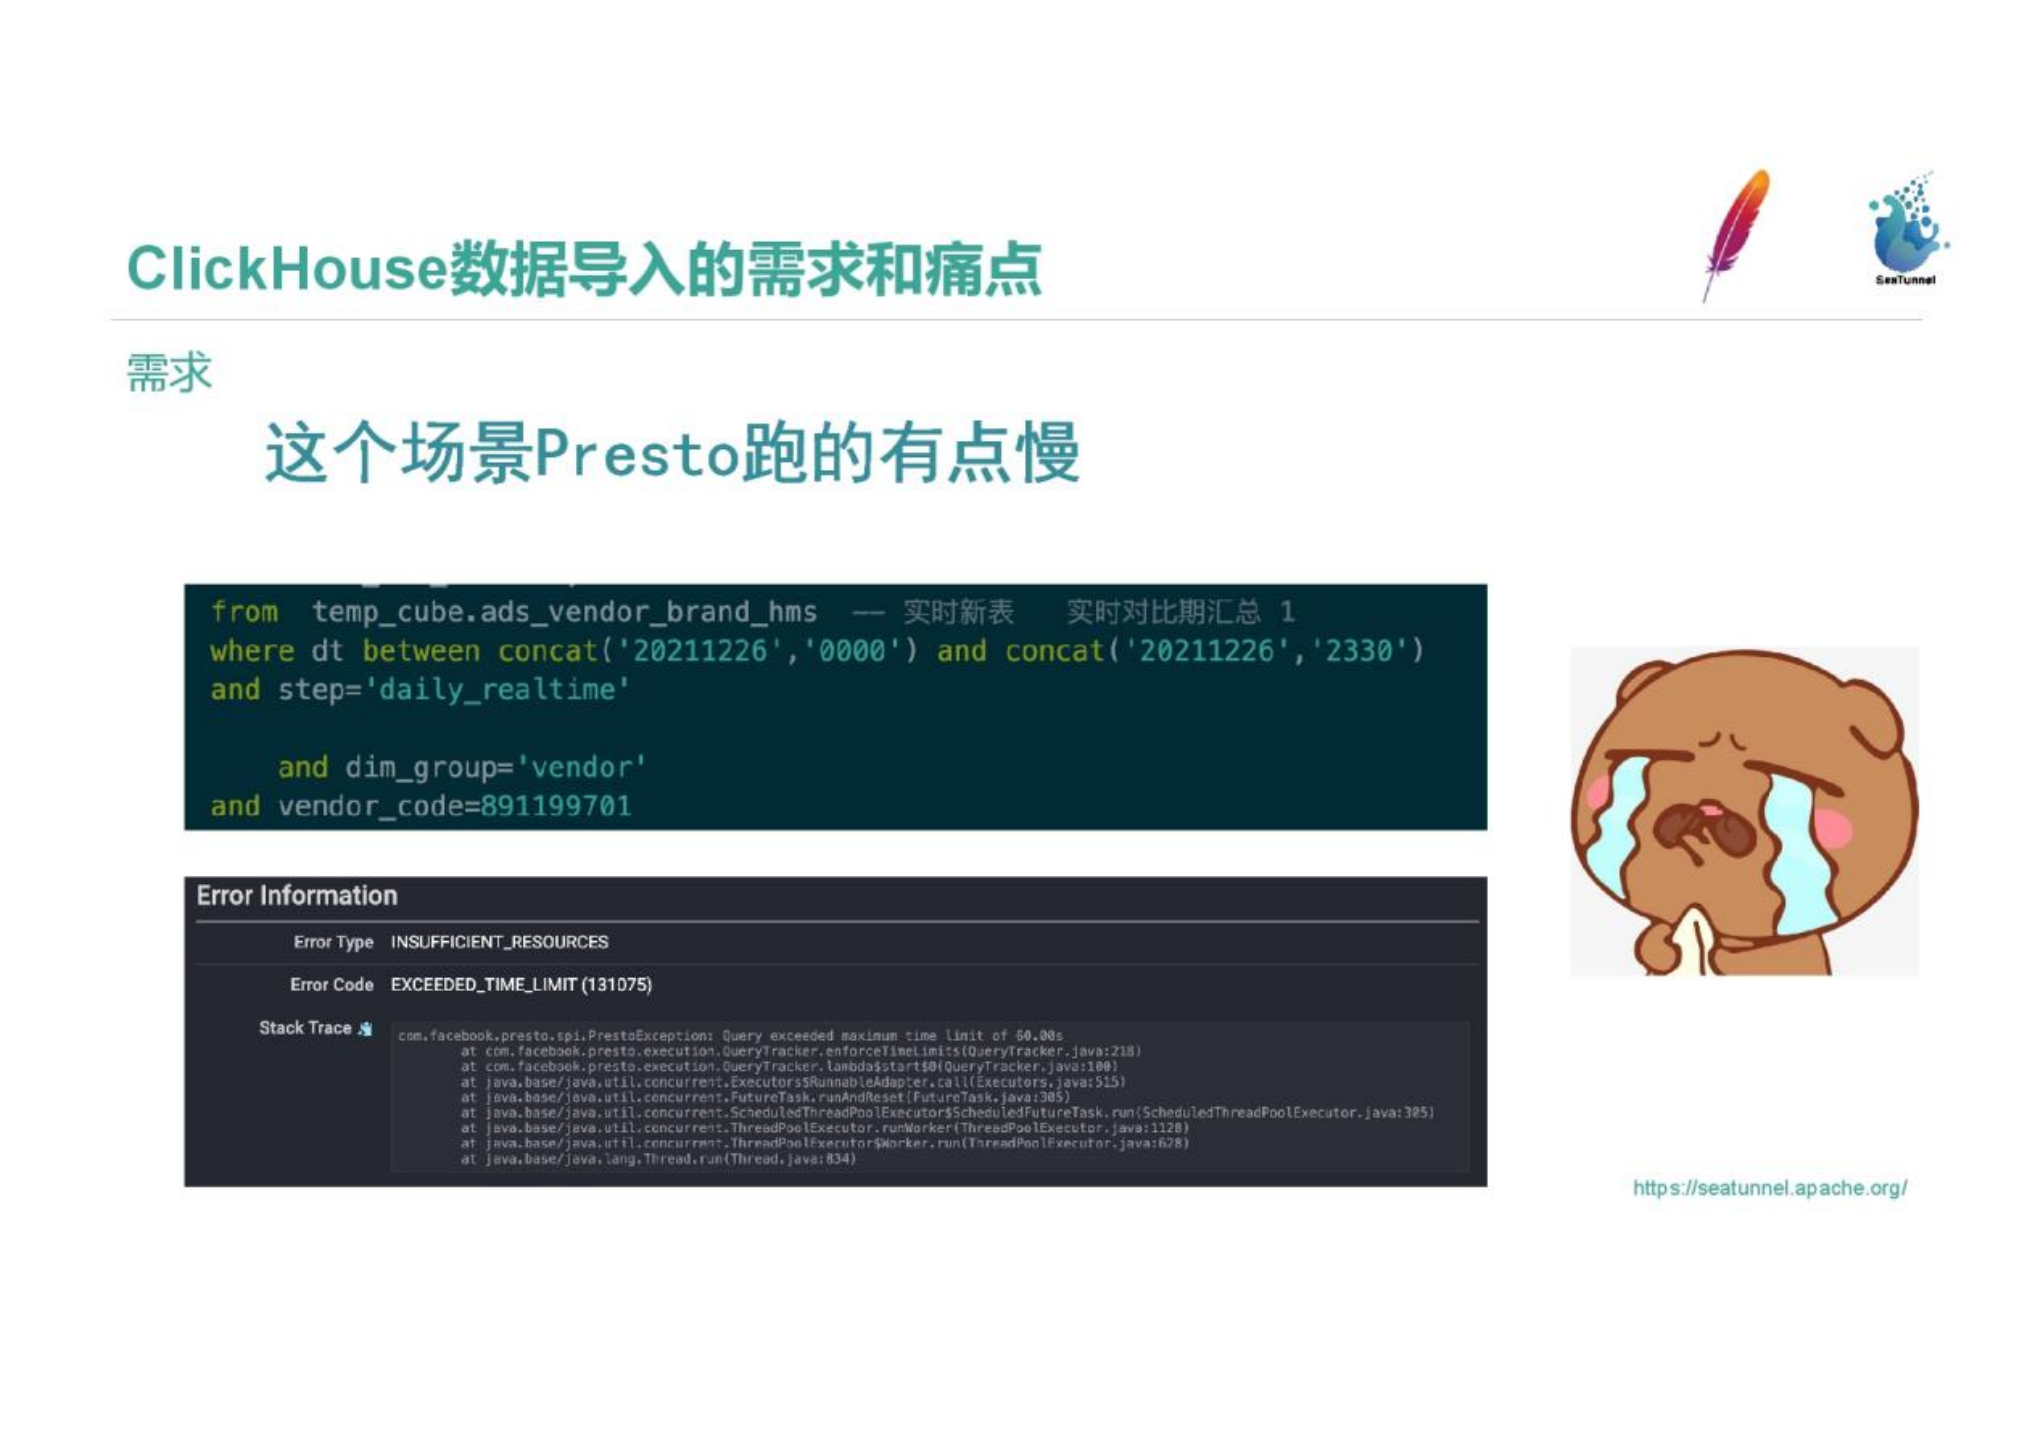 ClickHouse数据导入的需求和痛点
SeaTunnel
需求
这个场景Presto跑的有点慢
from temp_cube.ads_vendor_brand_hms —— 实时新表 实时对比期汇总 1
where dt between concat('20211226','0000') and concat('20211226','2330')
and step='daily_realtime'
and dim_group='vendor'
and vendor_code=891199701
Error Information
Error Type INSUFFICIENT_RESOURCES
Error Code EXCEEDED_TIME_LIMIT (131075)
Stack Trace
com.facebook.presto.spi.PrestoException: Query exceeded maximum time limit of 60.00s
at com.facebook.presto.execution.QueryTracker.enforceTimeLimits(QueryTracker.java:218)
at com.facebook.presto.execution.QueryTracker.lambda$start$0(QueryTracker.java:100)
at java.base/java.util.concurrent.Executors$RunnableAdapter.call(Executors.java:515)
at java.base/java.util.concurrent.FutureTask.runAndReset(FutureTask.java:305)
at java.base/java.util.concurrent.ScheduledThreadPoolExecutor$ScheduledFutureTask.run(ScheduledThreadPoolExecutor.java:305)
at java.base/java.util.concurrent.ThreadPoolExecutor.runWorker(ThreadPoolExecutor.java:1128)
at java.base/java.util.concurrent.ThreadPoolExecutor$Worker.run(ThreadPoolExecutor.java:628)
at java.base/java.lang.Thread.run(Thread.java:834)
https://seatunnel.apache.org/